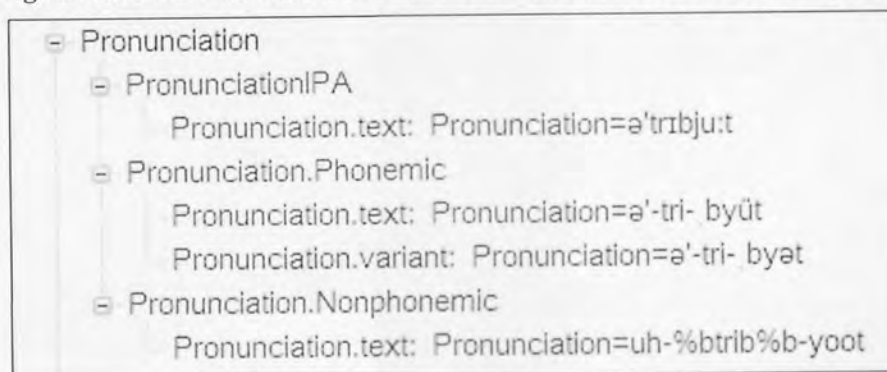 Pronunciation
PronunciationIPA
Pronunciation.text: Pronunciation=ə'trɪbju:t
Pronunciation.Phonemic
Pronunciation.text: Pronunciation=ə'-tri- byüt
Pronunciation.variant: Pronunciation=ə'-tri- byət
Pronunciation.Nonphonemic
Pronunciation.text: Pronunciation=uh-%btrib%b-yoot